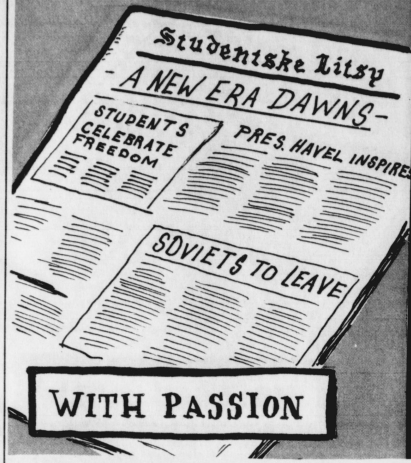 Studentske Litsy
- A NEW ERA DAWNS -
STUDENTS
CELEBRATE
FREEDOM
PRES. HAVEL INSPIRES
SOVIETS TO LEAVE
WITH PASSION